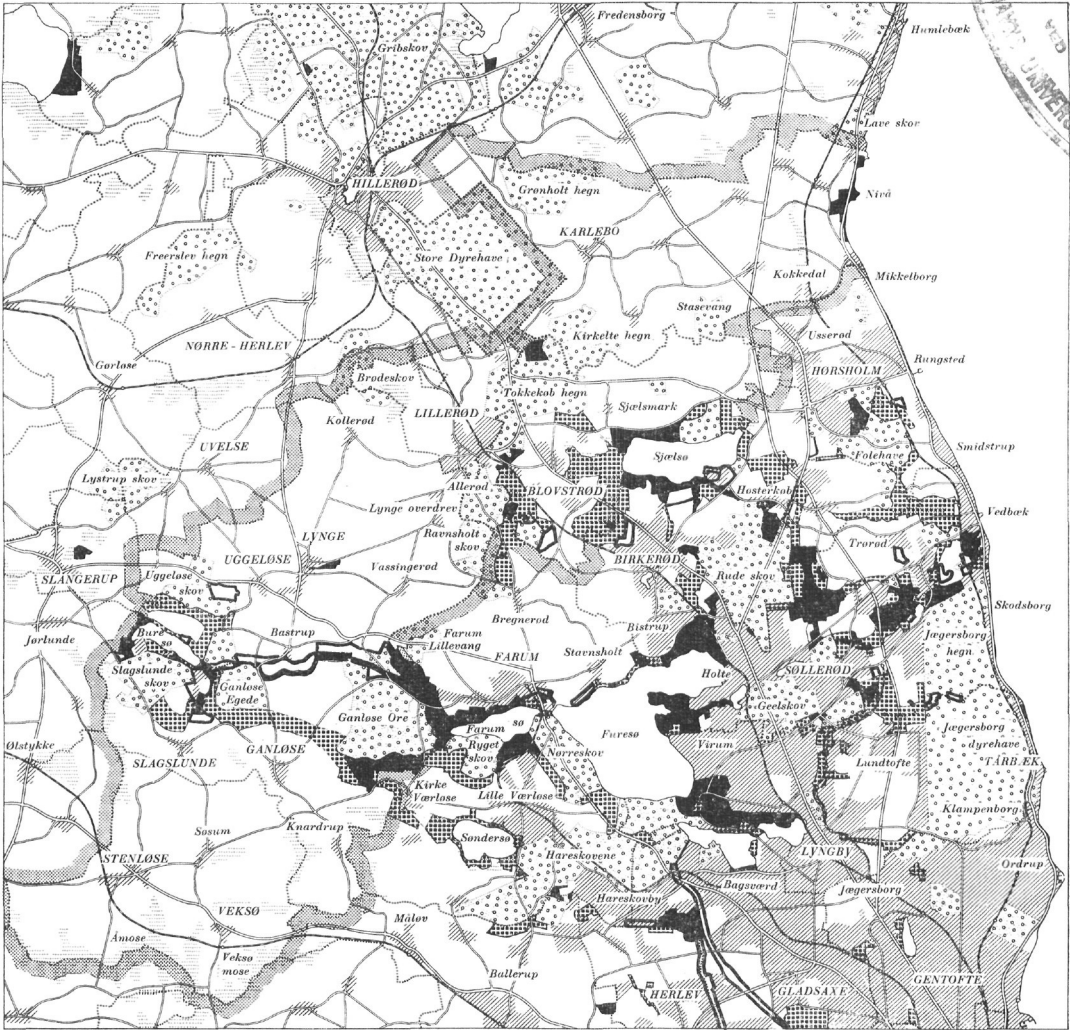 Fredensborg
Humlebæk
Gribskov
Lave skov
HILLERØD
Grønholt hegn
Nivå
KARLEBO
Freerslev hegn
Store Dyrehave
Kokkedal
Mikkelborg
Stasevang
Kirkelte hegn
Usserød
NØRRE - HERLEV
Gørløse
Rungsted
HØRSHOLM
Brødeskov
Tokkekøb hegn
Sjælsmark
LILLERØD
Kollerød
UVELSE
Sjælsø
Folehave
Smidstrup
Lystrup skov
Allerød
BLOVSTRØD
Høsterkøb
Lynge overdrev
Vedbæk
LYNGE
Ravnsholt
skov
Trørød
UGGELØSE
BIRKERØD
SLANGERUP
Uggeløse
skov
Vassingerød
Rude skov
Skodsborg
Bregnerød
Jørlunde
Bure
sø
Bastrup
Farum
Lillevang
Bistrup
Jægersborg
hegn
FARUM
Stavnsholt
Slagslunde
skov
Holte
SØLLERØD
Ganløse
Egede
Geelskov
Ganløse Ore
Farum
sø
Furesø
Jægersborg
dyrehave
Ølstykke
GANLØSE
Ryget
skov
Nørreskov
Virum
SLAGSLUNDE
Lundtofte
TÅRBÆK
Kirke
Værløse
Lille Værløse
Klampenborg
Søsum
Knardrup
Søndersø
STENLØSE
Hareskovene
LYNGBY
Ordrup
Bagsværd
Jægersborg
Hareskovby
VEKSØ
Måløv
Åmose
Veksø
mose
Ballerup
GENTOFTE
HERLEV
GLADSAXE